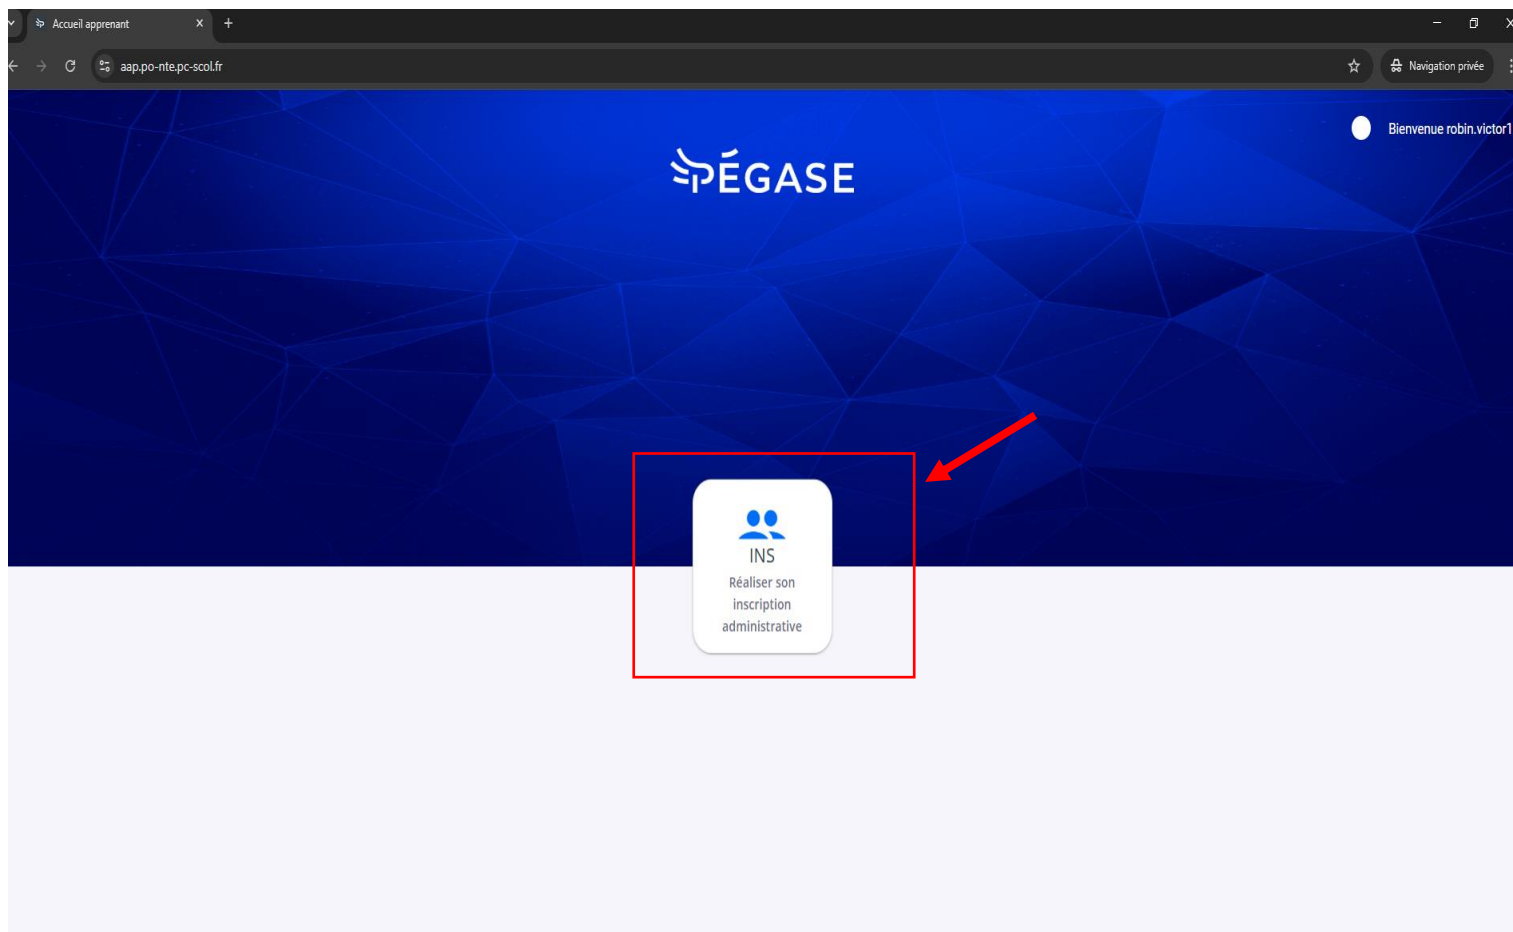 Accueil apprenant
aap.po-nte.pc-scol.fr
Navigation privée
Bienvenue robin.victor1
PÉGASE
INS
Réaliser son
inscription
administrative